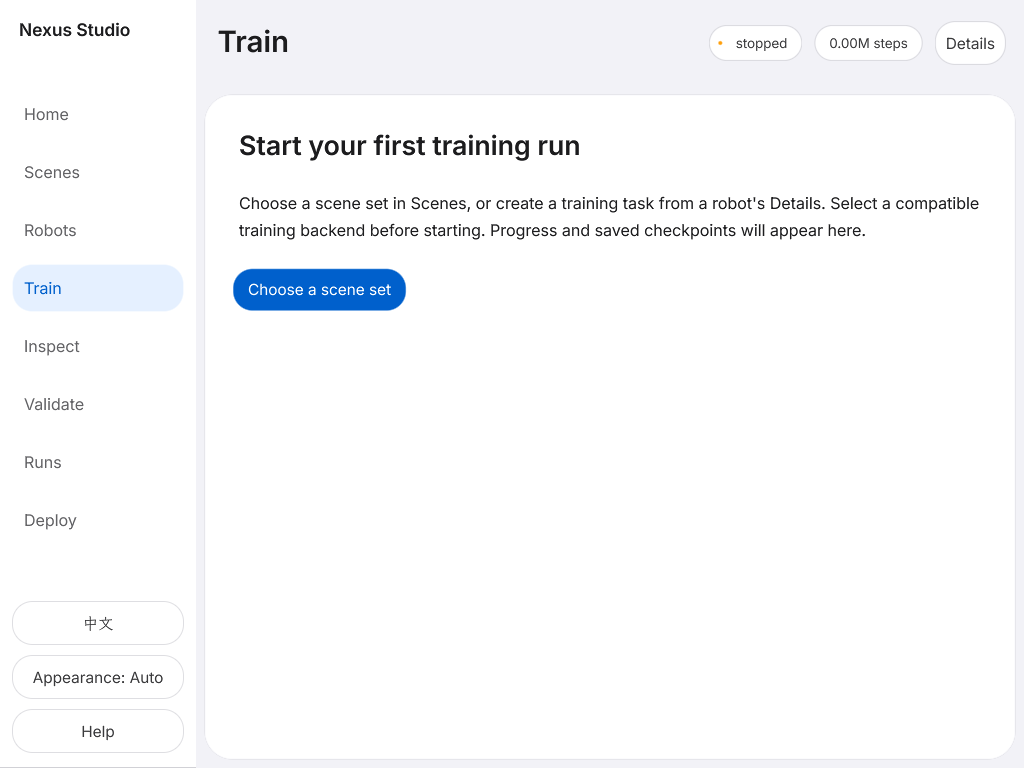 Nexus Studio
Home
Scenes
Robots
Train
Inspect
Validate
Runs
Deploy
中文
Appearance: Auto
Help
Train
stopped
0.00M steps
Details
Start your first training run
Choose a scene set in Scenes, or create a training task from a robot's Details. Select a compatible
training backend before starting. Progress and saved checkpoints will appear here.
Choose a scene set